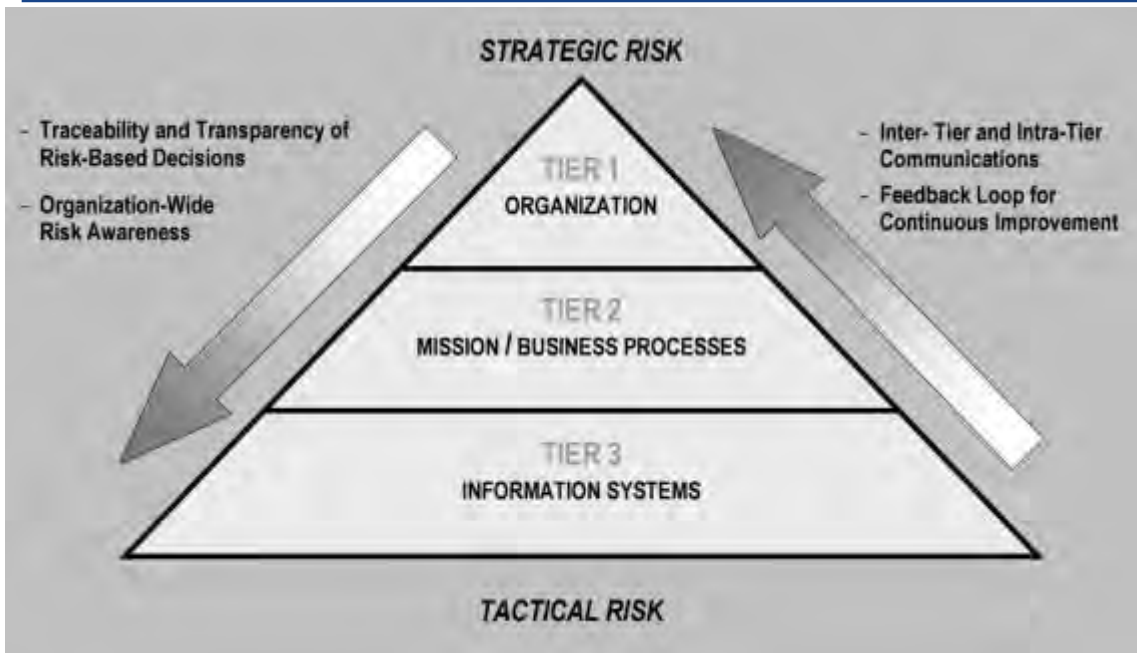 STRATEGIC RISK
– Traceability and Transparency of
Risk-Based Decisions
– Organization-Wide
Risk Awareness
– Inter- Tier and Intra-Tier
Communications
– Feedback Loop for
Continuous Improvement
TIER 1
ORGANIZATION
TIER 2
MISSION / BUSINESS PROCESSES
TIER 3
INFORMATION SYSTEMS
TACTICAL RISK